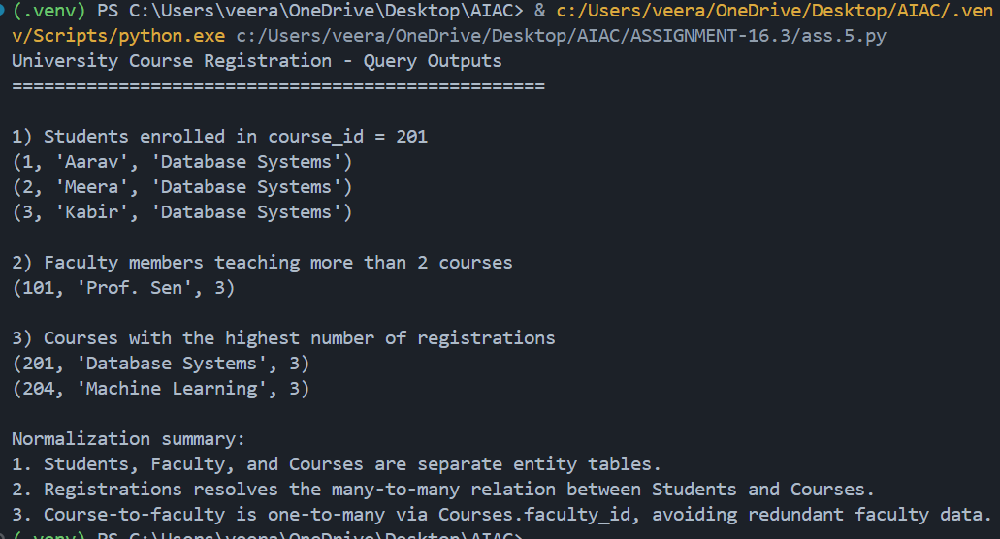 (.venv) PS C:\Users\veera\OneDrive\Desktop\AIAC> & c:/Users/veera/OneDrive/Desktop/AIAC/.ven
v/Scripts/python.exe c:/Users/veera/OneDrive/Desktop/AIAC/ASSIGNMENT-16.3/ass.5.py
University Course Registration - Query Outputs
==================================================
1) Students enrolled in course_id = 201
(1, 'Aarav', 'Database Systems')
(2, 'Meera', 'Database Systems')
(3, 'Kabir', 'Database Systems')
2) Faculty members teaching more than 2 courses
(101, 'Prof. Sen', 3)
3) Courses with the highest number of registrations
(201, 'Database Systems', 3)
(204, 'Machine Learning', 3)
Normalization summary:
1. Students, Faculty, and Courses are separate entity tables.
2. Registrations resolves the many-to-many relation between Students and Courses.
3. Course-to-faculty is one-to-many via Courses.faculty_id, avoiding redundant faculty data.
(.venv) PS C:\Users\veera\OneDrive\Desktop\AIAC>